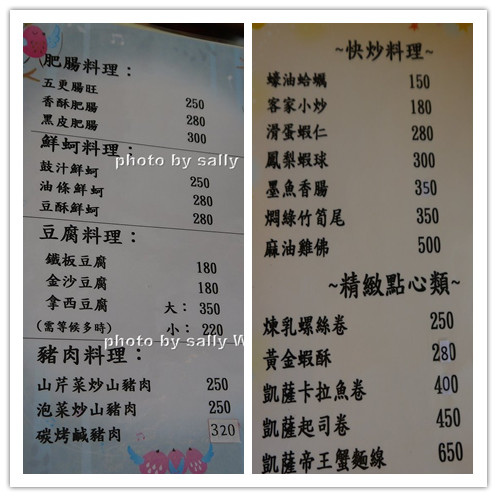 肥腸料理：
五更腸旺 250
香酥肥腸 280
黑皮肥腸 300
鮮蚵料理：
photo by sally
鼓汁鮮蚵 250
油條鮮蚵 280
豆酥鮮蚵 280
豆腐料理：
鐵板豆腐 180
金沙豆腐 180
拿西豆腐 大： 350
(需等候多時) 小： 220
photo by sally W
豬肉料理：
山芹菜炒山豬肉 250
泡菜炒山豬肉 250
碳烤鹹豬肉 320
~快炒料理~
蠔油蛤蠣 150
客家小炒 180
滑蛋蝦仁 280
鳳梨蝦球 300
墨魚香腸 350
燜綠竹筍尾 350
麻油雞佛 500
~精緻點心類~
煉乳螺絲卷 250
黃金蝦酥 280
凱薩卡拉魚卷 400
凱薩起司卷 450
凱薩帝王蟹麵線 650